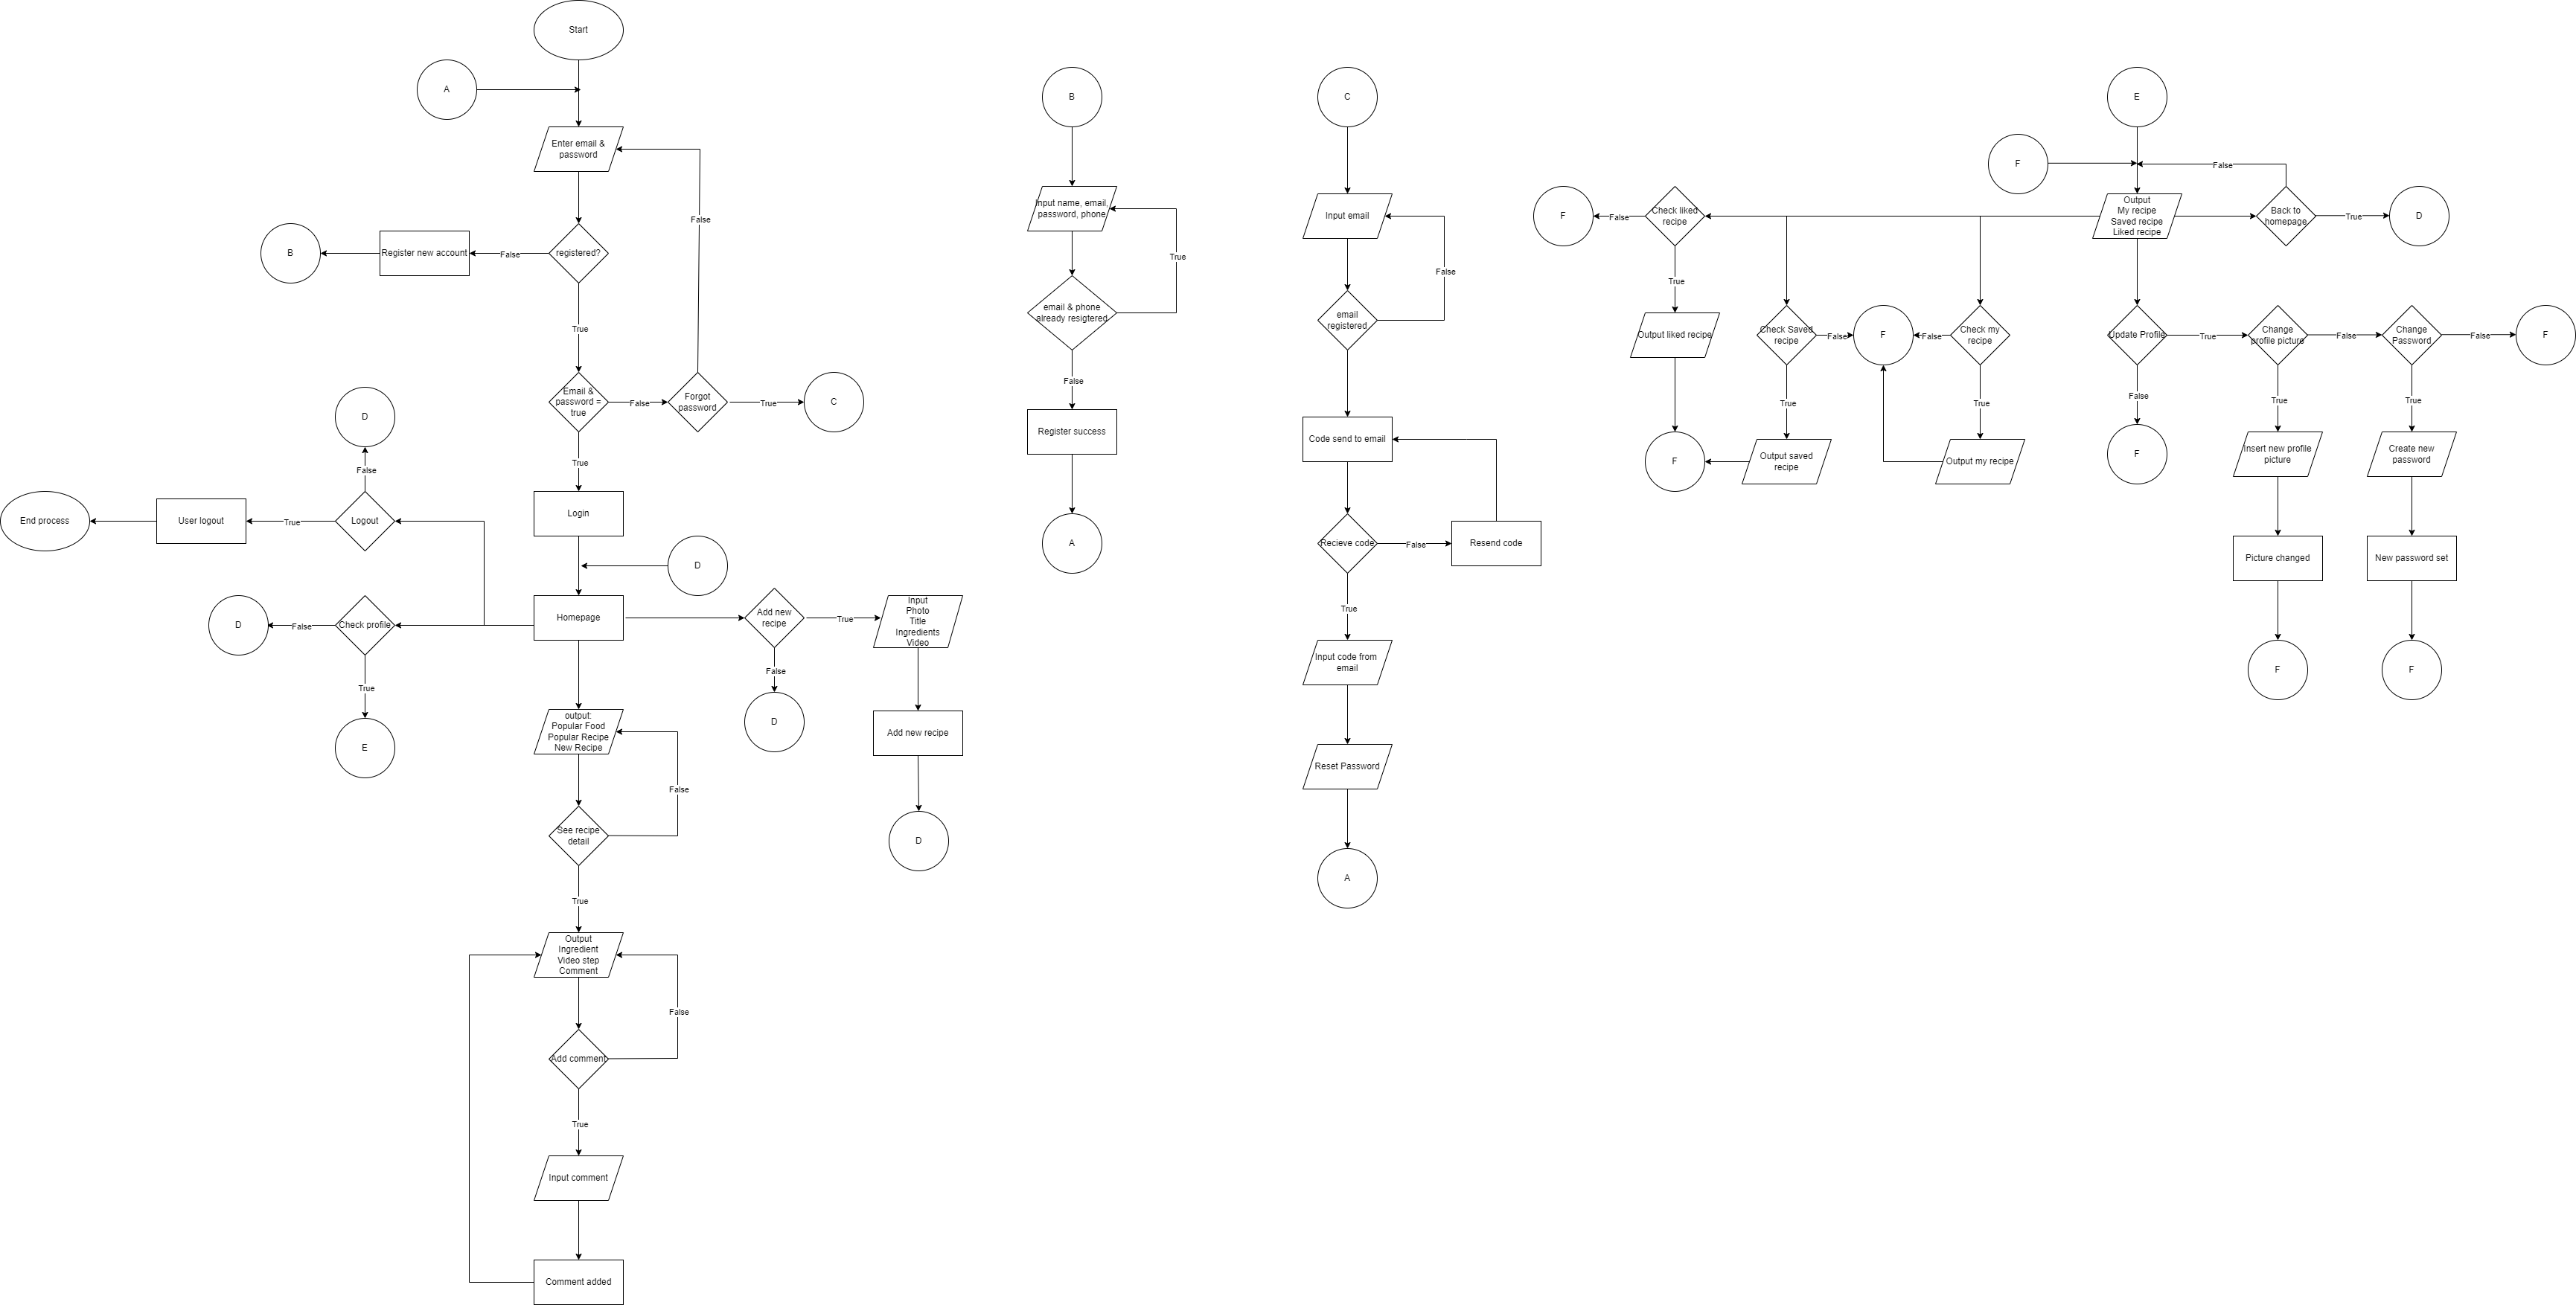 Start
A
Enter email &
password
False
B
Register new account
False
registered?
True
Email &
password =
true
False
Forgot
password
True
C
True
D
False
End process
User logout
True
Logout
Login
D
D
False
Check profile
Homepage
Add new
recipe
True
Input
Photo
Title
Ingredients
Video
False
D
True
E
output:
Popular Food
Popular Recipe
New Recipe
Add new recipe
False
See recipe
detail
D
True
Output
Ingredient
Video step
Comment
False
Add comment
True
Input comment
Comment added
B
Input name, email,
password, phone
True
email & phone
already resigtered
False
Register success
A
C
Input email
False
email
registered
Code send to email
Recieve code
False
Resend code
True
Input code from
email
Reset Password
A
E
F
False
F
False
Check liked
recipe
Output
My recipe
Saved recipe
Liked recipe
Back to
homepage
True
D
True
Output liked recipe
Check Saved
recipe
False
F
False
Check my
recipe
Update Profile
True
Change
profile picture
False
Change
Password
False
F
True
True
False
True
True
F
Output saved
recipe
Output my recipe
F
Insert new profile
picture
Create new
password
Picture changed
New password set
F
F